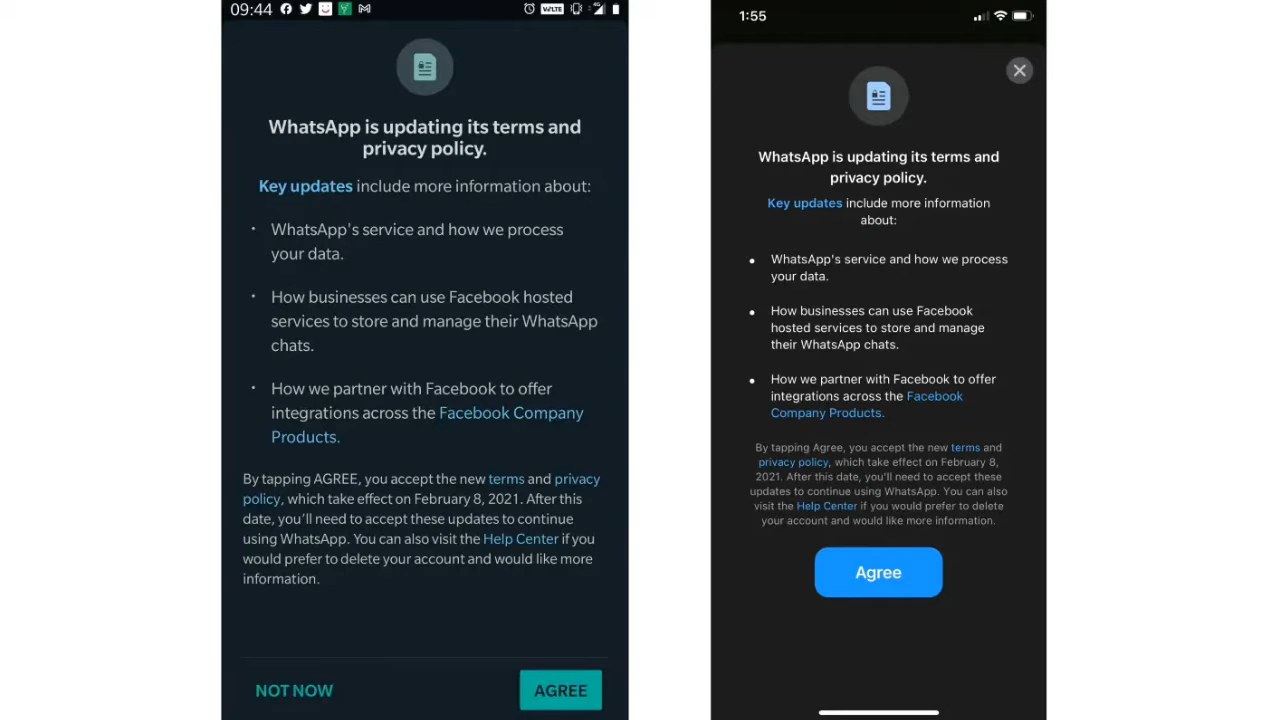 09:44
VoLTE
4G
WhatsApp is updating its terms and
privacy policy.
Key updates include more information about:
• WhatsApp's service and how we process
your data.
• How businesses can use Facebook hosted
services to store and manage their WhatsApp
chats.
• How we partner with Facebook to offer
integrations across the Facebook Company
Products.
By tapping AGREE, you accept the new terms and privacy
policy, which take effect on February 8, 2021. After this
date, you’ll need to accept these updates to continue
using WhatsApp. You can also visit the Help Center if you
would prefer to delete your account and would like more
information.
NOT NOW
AGREE
1:55
WhatsApp is updating its terms and
privacy policy.
Key updates include more information
about:
• WhatsApp's service and how we process
your data.
• How businesses can use Facebook
hosted services to store and manage
their WhatsApp chats.
• How we partner with Facebook to offer
integrations across the Facebook
Company Products.
By tapping Agree, you accept the new terms and
privacy policy, which take effect on February 8,
2021. After this date, you'll need to accept these
updates to continue using WhatsApp. You can also
visit the Help Center if you would prefer to delete
your account and would like more information.
Agree